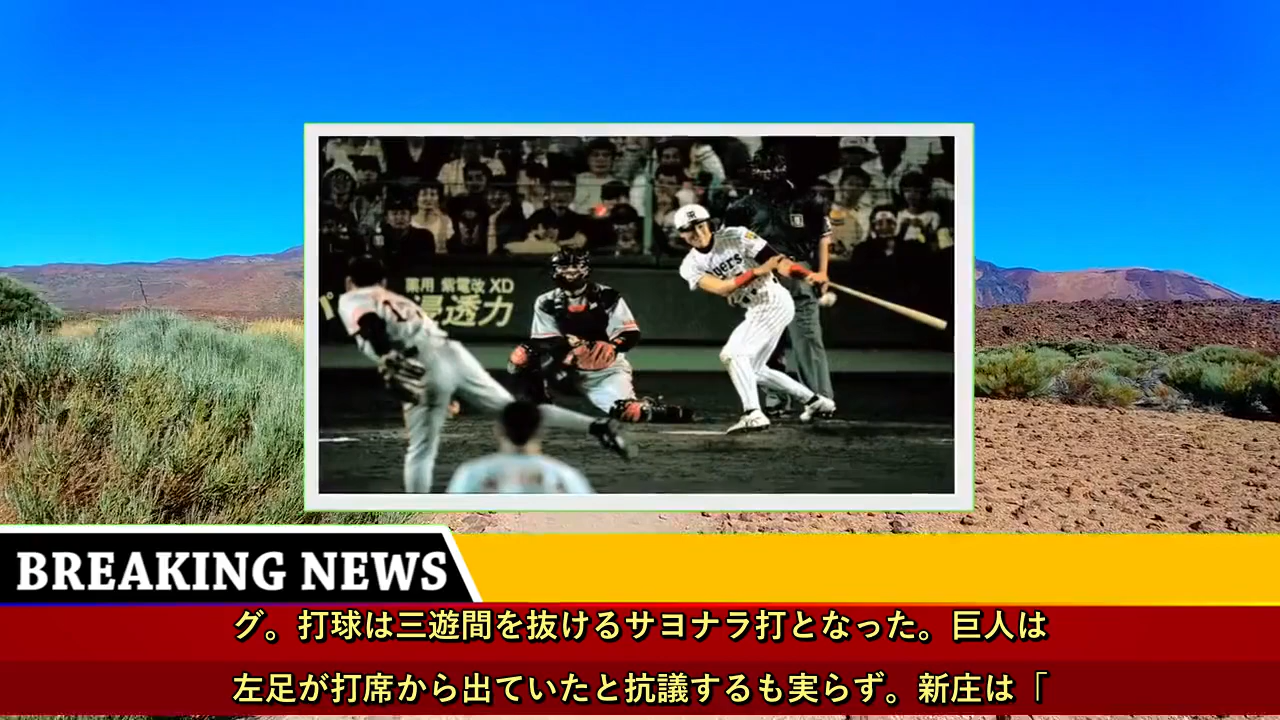 薬用 紫電改 XD
浸透力
gers
BREAKING NEWS
グ。打球は三遊間を抜けるサヨナラ打となった。巨人は
左足が打席から出ていたと抗議するも実らず。新庄は「